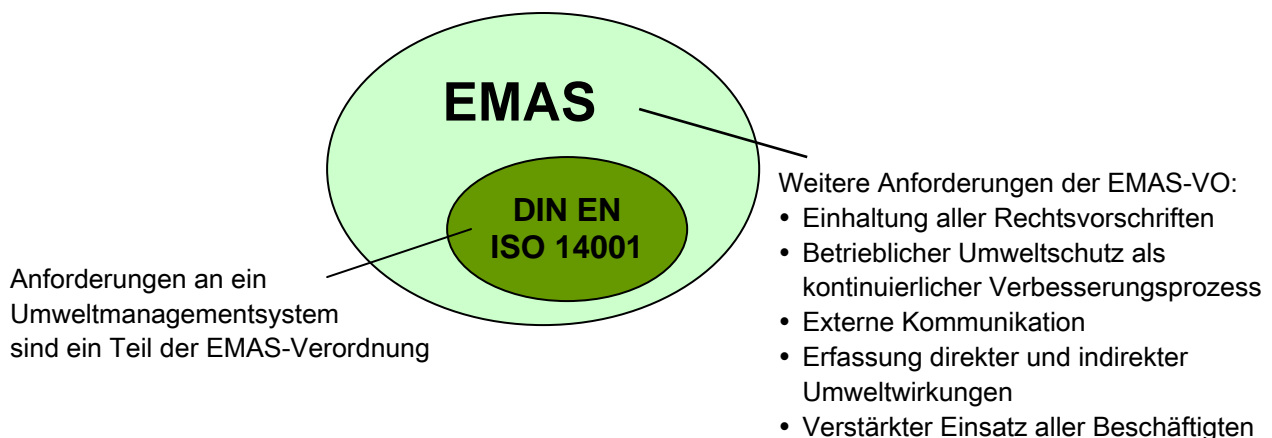 EMAS
DIN EN
ISO 14001
Anforderungen an ein
Umweltmanagementsystem
sind ein Teil der EMAS-Verordnung
Weitere Anforderungen der EMAS-VO:
• Einhaltung aller Rechtsvorschriften
• Betrieblicher Umweltschutz als
kontinuierlicher Verbesserungsprozess
• Externe Kommunikation
• Erfassung direkter und indirekter
Umweltwirkungen
• Verstärkter Einsatz aller Beschäftigten